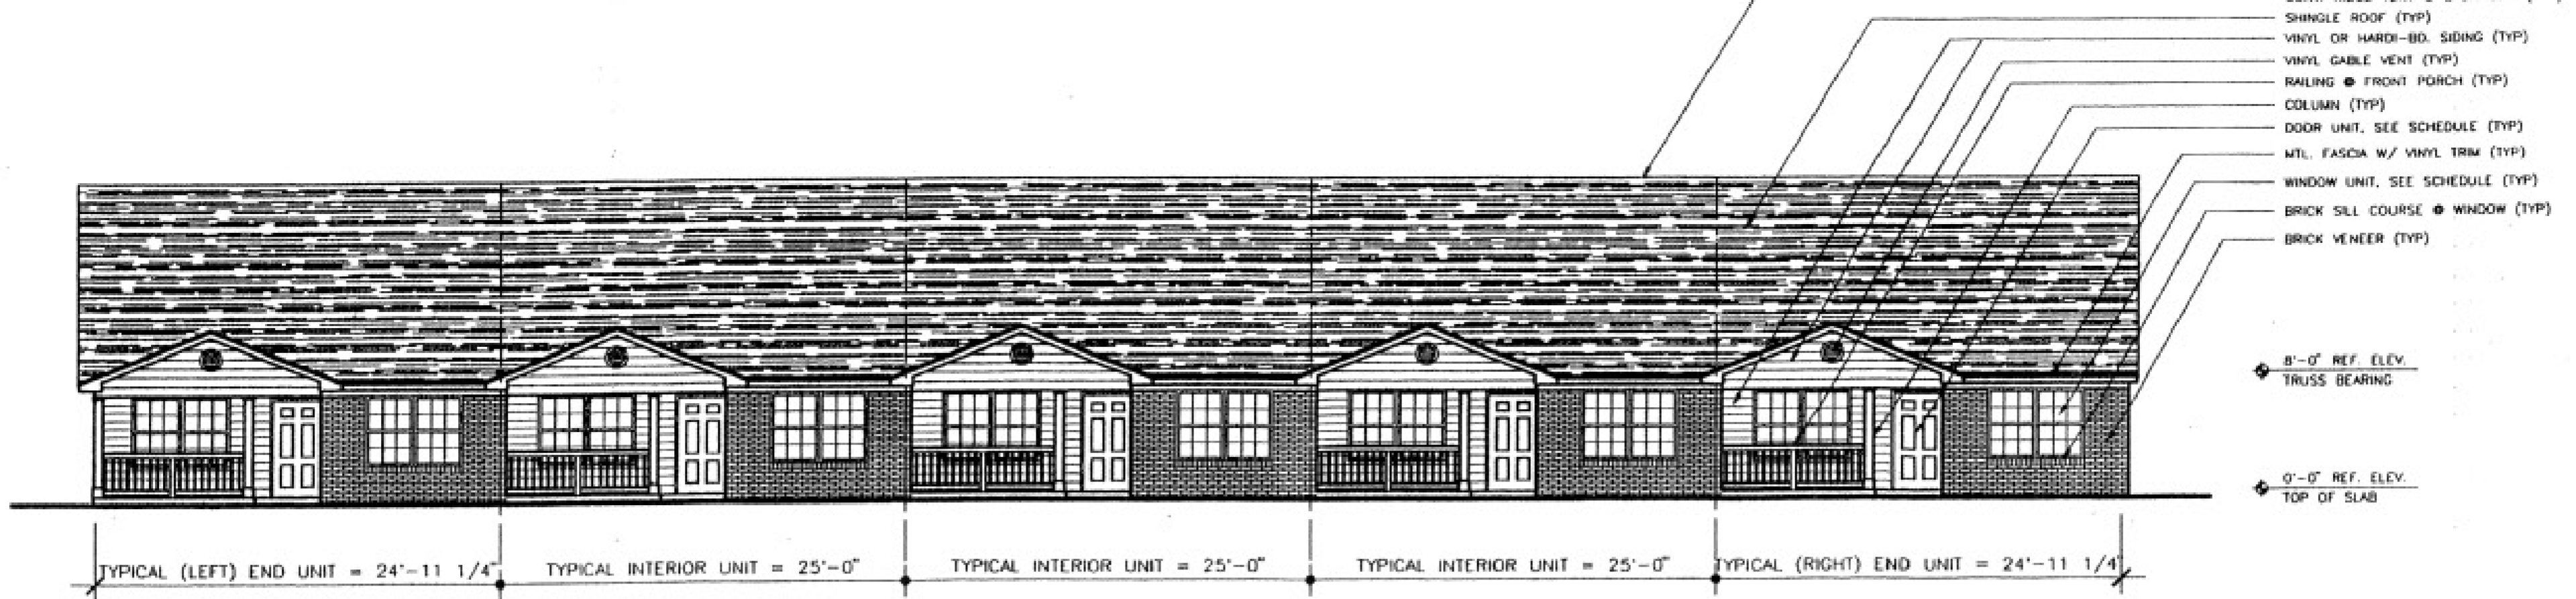 SHINGLE ROOF (TYP)
VINYL OR HARDI-BD. SIDING (TYP)
VINYL GABLE VENT (TYP)
RAILING @ FRONT PORCH (TYP)
COLUMN (TYP)
DOOR UNIT, SEE SCHEDULE (TYP)
MTL. FASCIA W/ VINYL TRIM (TYP)
WINDOW UNIT, SEE SCHEDULE (TYP)
BRICK SILL COURSE @ WINDOW (TYP)
BRICK VENEER (TYP)
8'-0" REF. ELEV.
TRUSS BEARING
0'-0" REF. ELEV.
TOP OF SLAB
TYPICAL (LEFT) END UNIT = 24'-11 1/4"
TYPICAL INTERIOR UNIT = 25'-0"
TYPICAL INTERIOR UNIT = 25'-0"
TYPICAL INTERIOR UNIT = 25'-0"
TYPICAL (RIGHT) END UNIT = 24'-11 1/4"